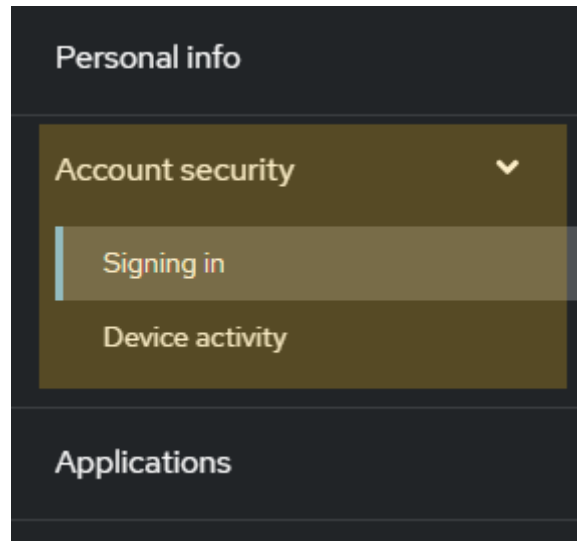 Personal info
Account security
Signing in
Device activity
Applications